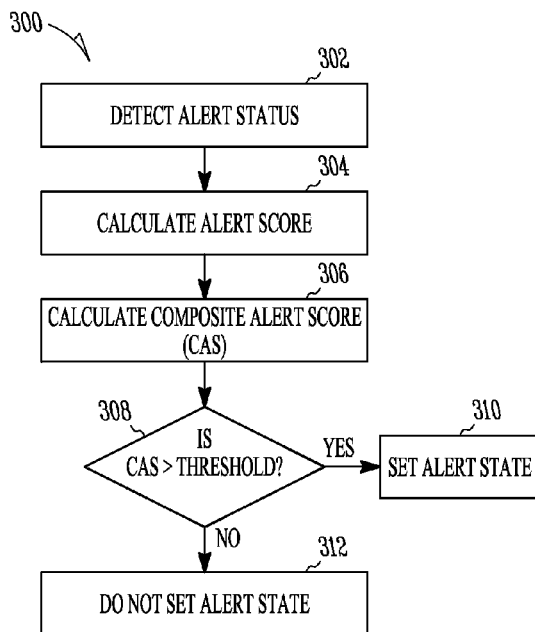 300
302
DETECT ALERT STATUS
304
CALCULATE ALERT SCORE
306
CALCULATE COMPOSITE ALERT SCORE
(CAS)
308
IS
CAS > THRESHOLD?
YES
310
SET ALERT STATE
NO
312
DO NOT SET ALERT STATE